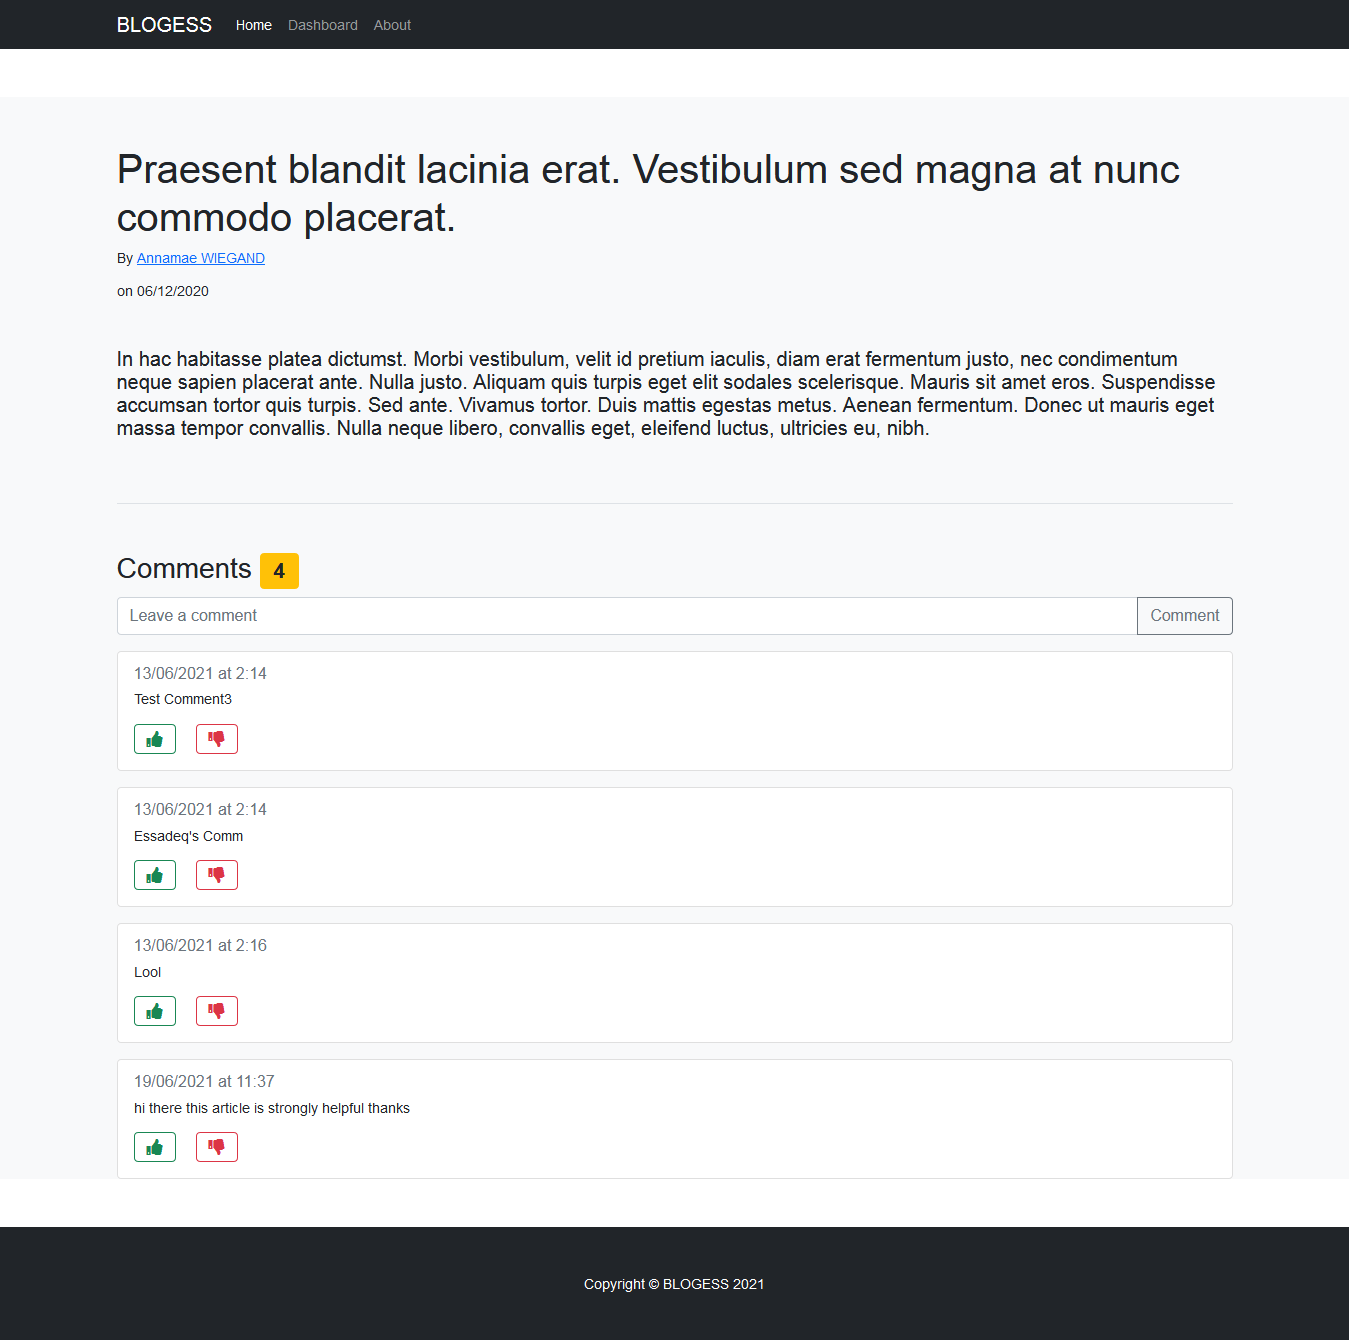 BLOGESS Home Dashboard About
Praesent blandit lacinia erat. Vestibulum sed magna at nunc
commodo placerat.
By Annamae WIEGAND
on 06/12/2020
In hac habitasse platea dictumst. Morbi vestibulum, velit id pretium iaculis, diam erat fermentum justo, nec condimentum
neque sapien placerat ante. Nulla justo. Aliquam quis turpis eget elit sodales scelerisque. Mauris sit amet eros. Suspendisse
accumsan tortor quis turpis. Sed ante. Vivamus tortor. Duis mattis egestas metus. Aenean fermentum. Donec ut mauris eget
massa tempor convallis. Nulla neque libero, convallis eget, eleifend luctus, ultricies eu, nibh.
Comments 4
Leave a comment Comment
13/06/2021 at 2:14
Test Comment3
13/06/2021 at 2:14
Essadeq's Comm
13/06/2021 at 2:16
Lool
19/06/2021 at 11:37
hi there this article is strongly helpful thanks
Copyright © BLOGESS 2021